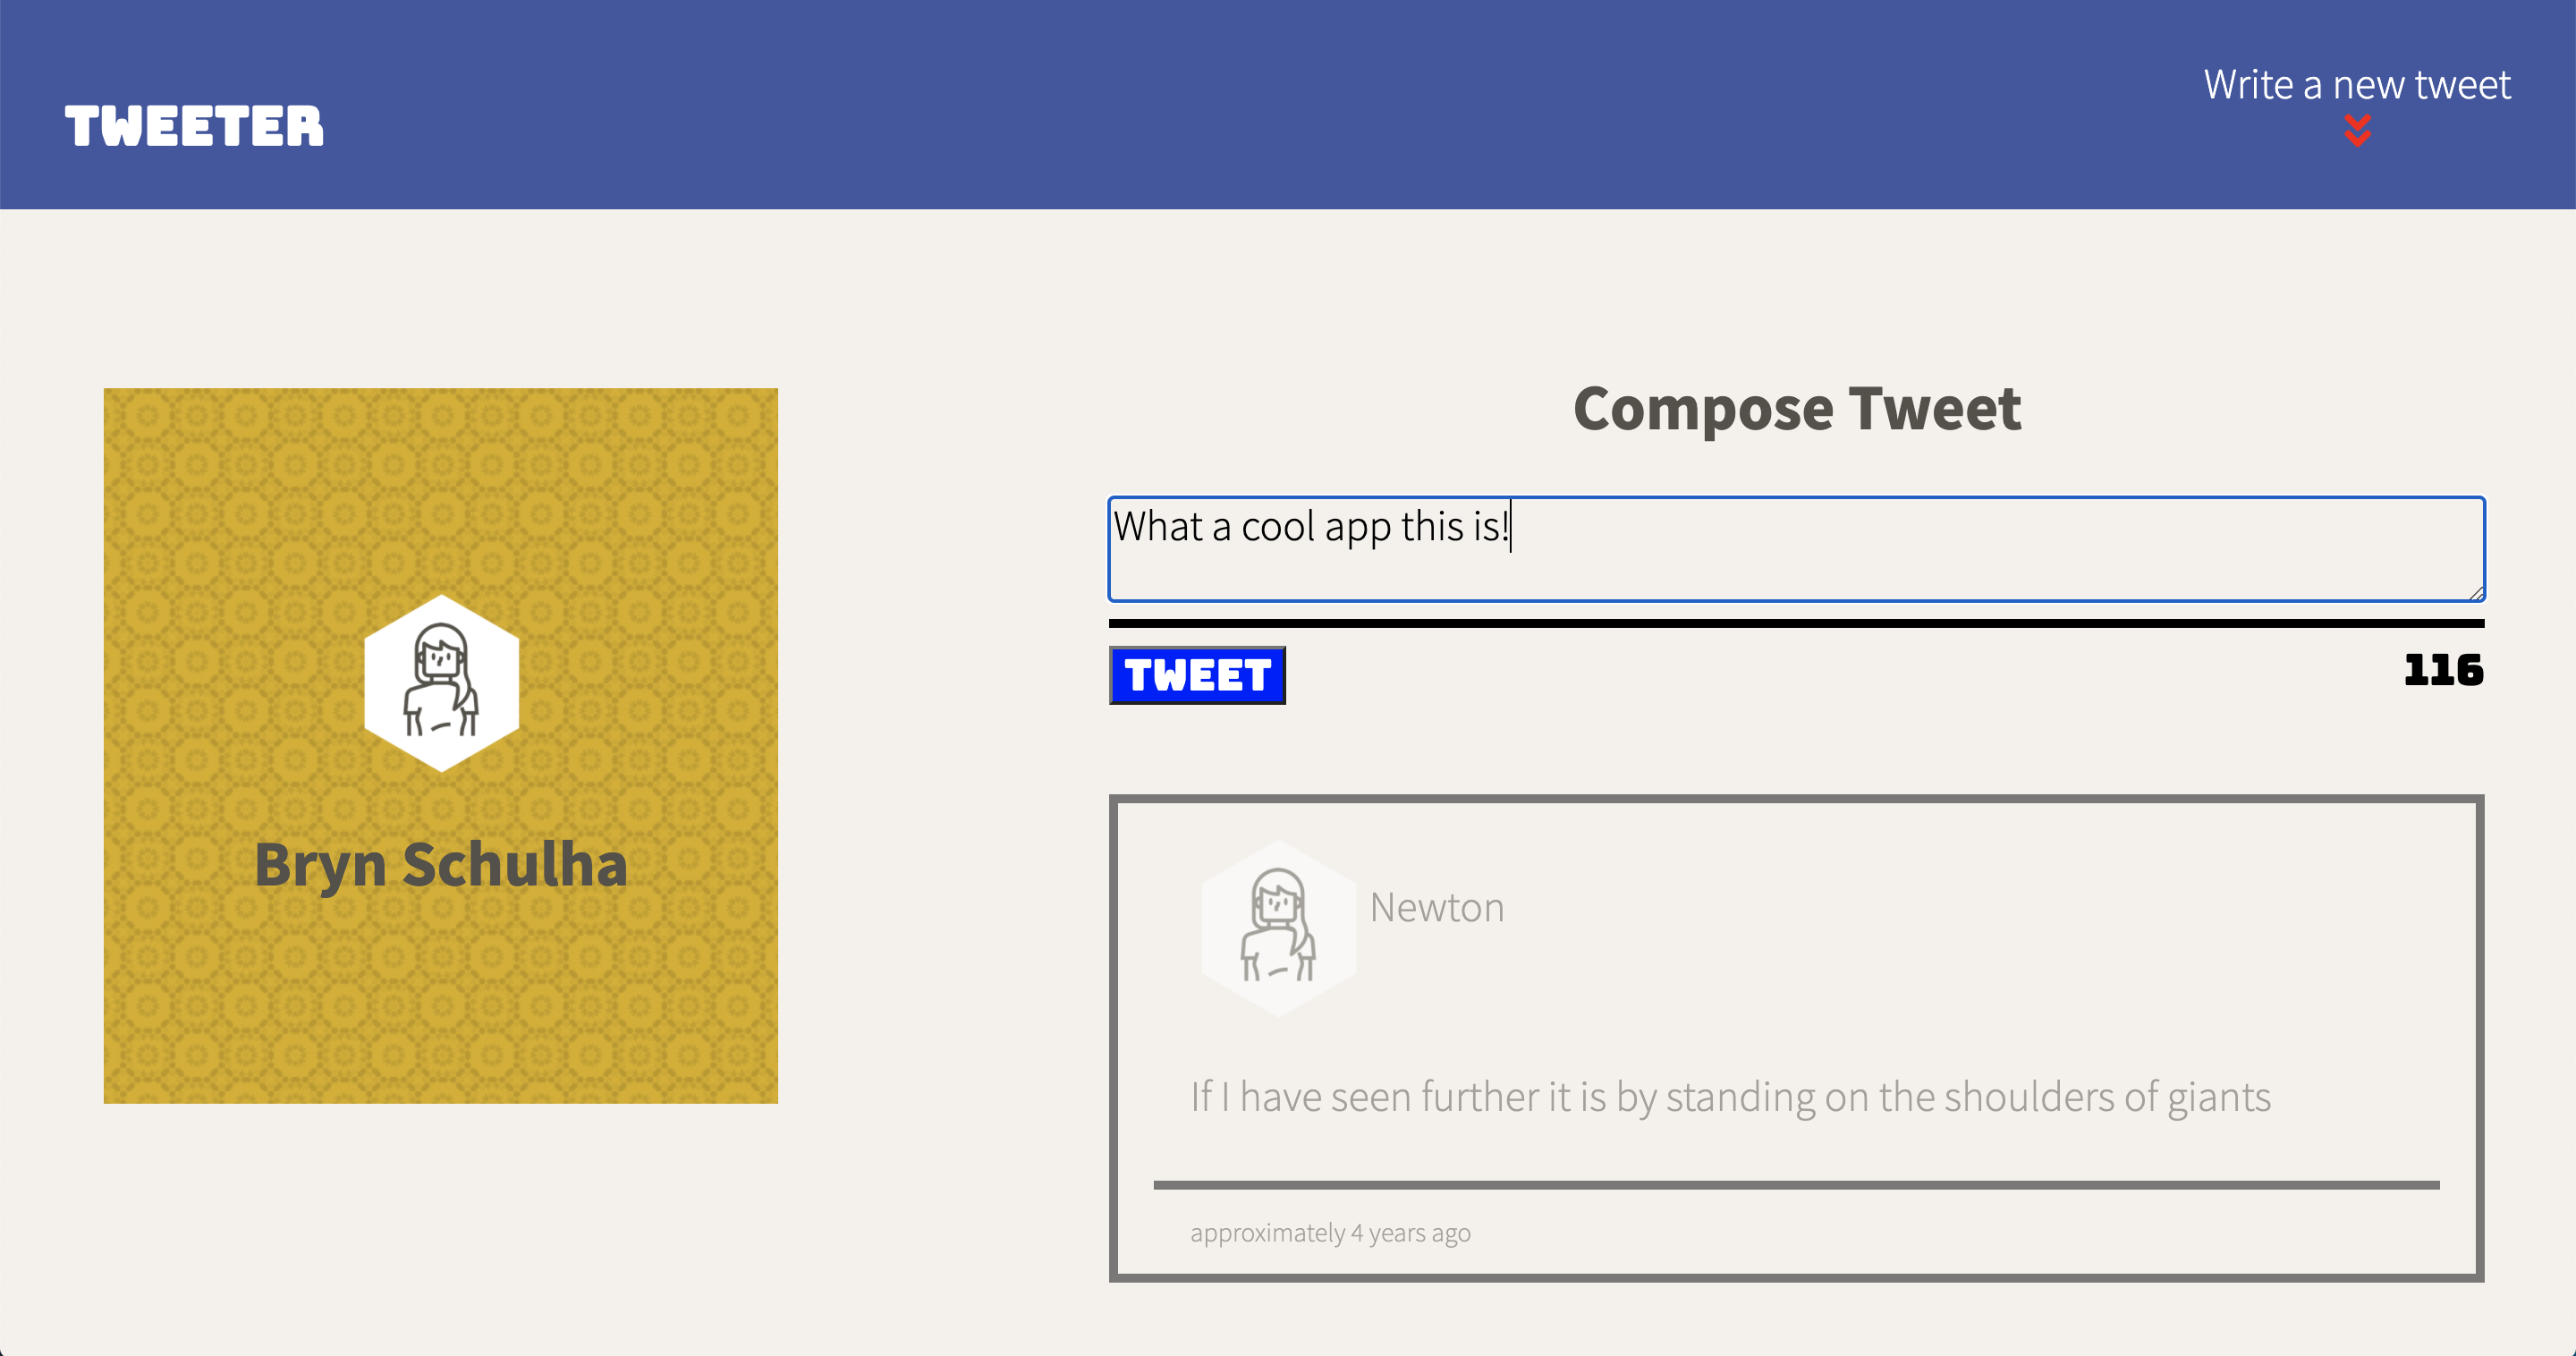 TWEETER
Write a new tweet
Bryn Schulha
Compose Tweet
What a cool app this is!
TWEET
116
Newton
If I have seen further it is by standing on the shoulders of giants
approximately 4 years ago